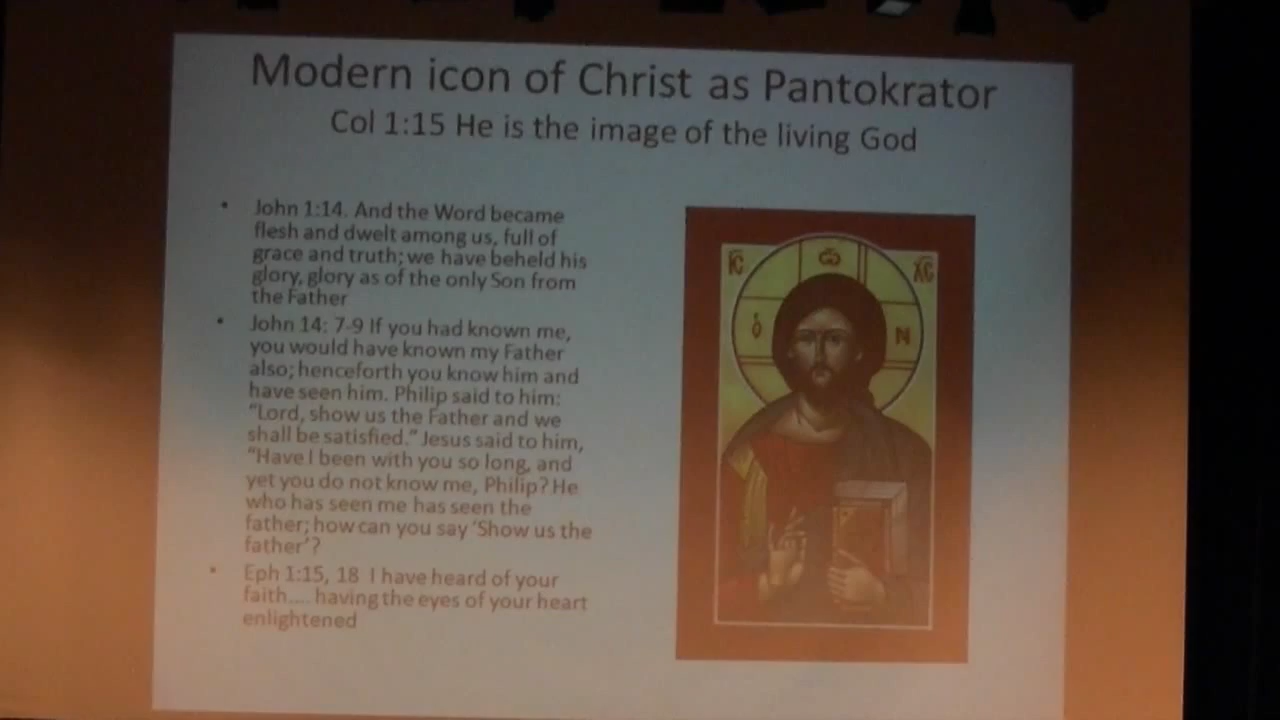 Modern icon of Christ as Pantokrator
Col 1:15 He is the image of the living God
• John 1:14. And the Word became
flesh and dwelt among us, full of
grace and truth; we have beheld his
glory, glory as of the only Son from
the Father
• John 14: 7-9 If you had known me,
you would have known my Father
also; henceforth you know him and
have seen him. Philip said to him:
“Lord, show us the Father and we
shall be satisfied.” Jesus said to him,
“Have I been with you so long, and
yet you do not know me, Philip? He
who has seen me has seen the
father; how can you say ‘Show us the
father’?
• Eph 1:15, 18 I have heard of your
faith.... having the eyes of your heart
enlightened
IC XC
ὁ ὤ Ν